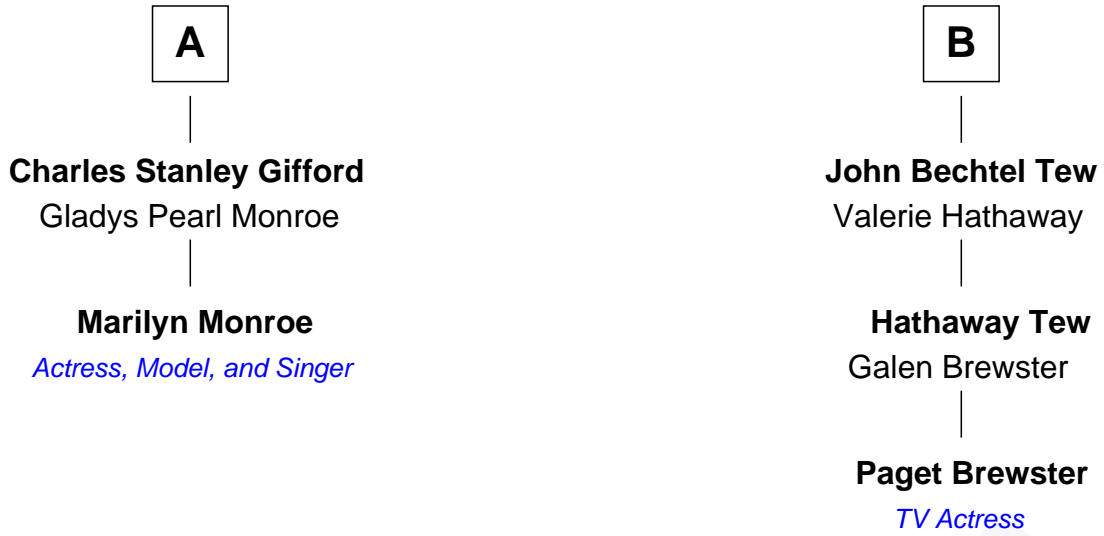 A
B
Charles Stanley Gifford
John Bechtel Tew
Gladys Pearl Monroe
Valerie Hathaway
Marilyn Monroe
Hathaway Tew
Actress, Model, and Singer
Galen Brewster
Paget Brewster
TV Actress